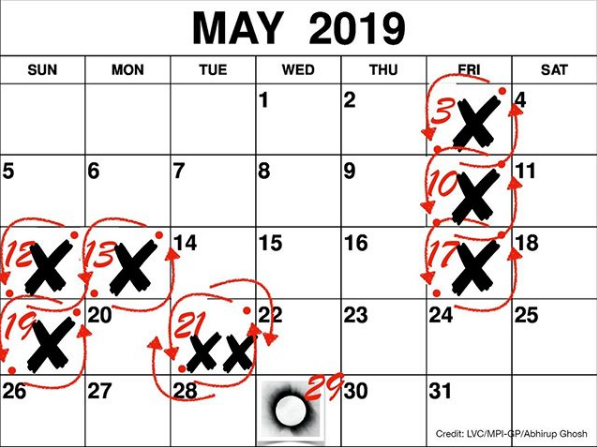 MAY 2019
SUN MON TUE WED THU FRI SAT
1 2 3 4
5 6 7 8 9 10 11
12 13 14 15 16 17 18
19 20 21 22 23 24 25
26 27 28 29 30 31
Credit: LVC/MPI-GP/Abhirup Ghosh